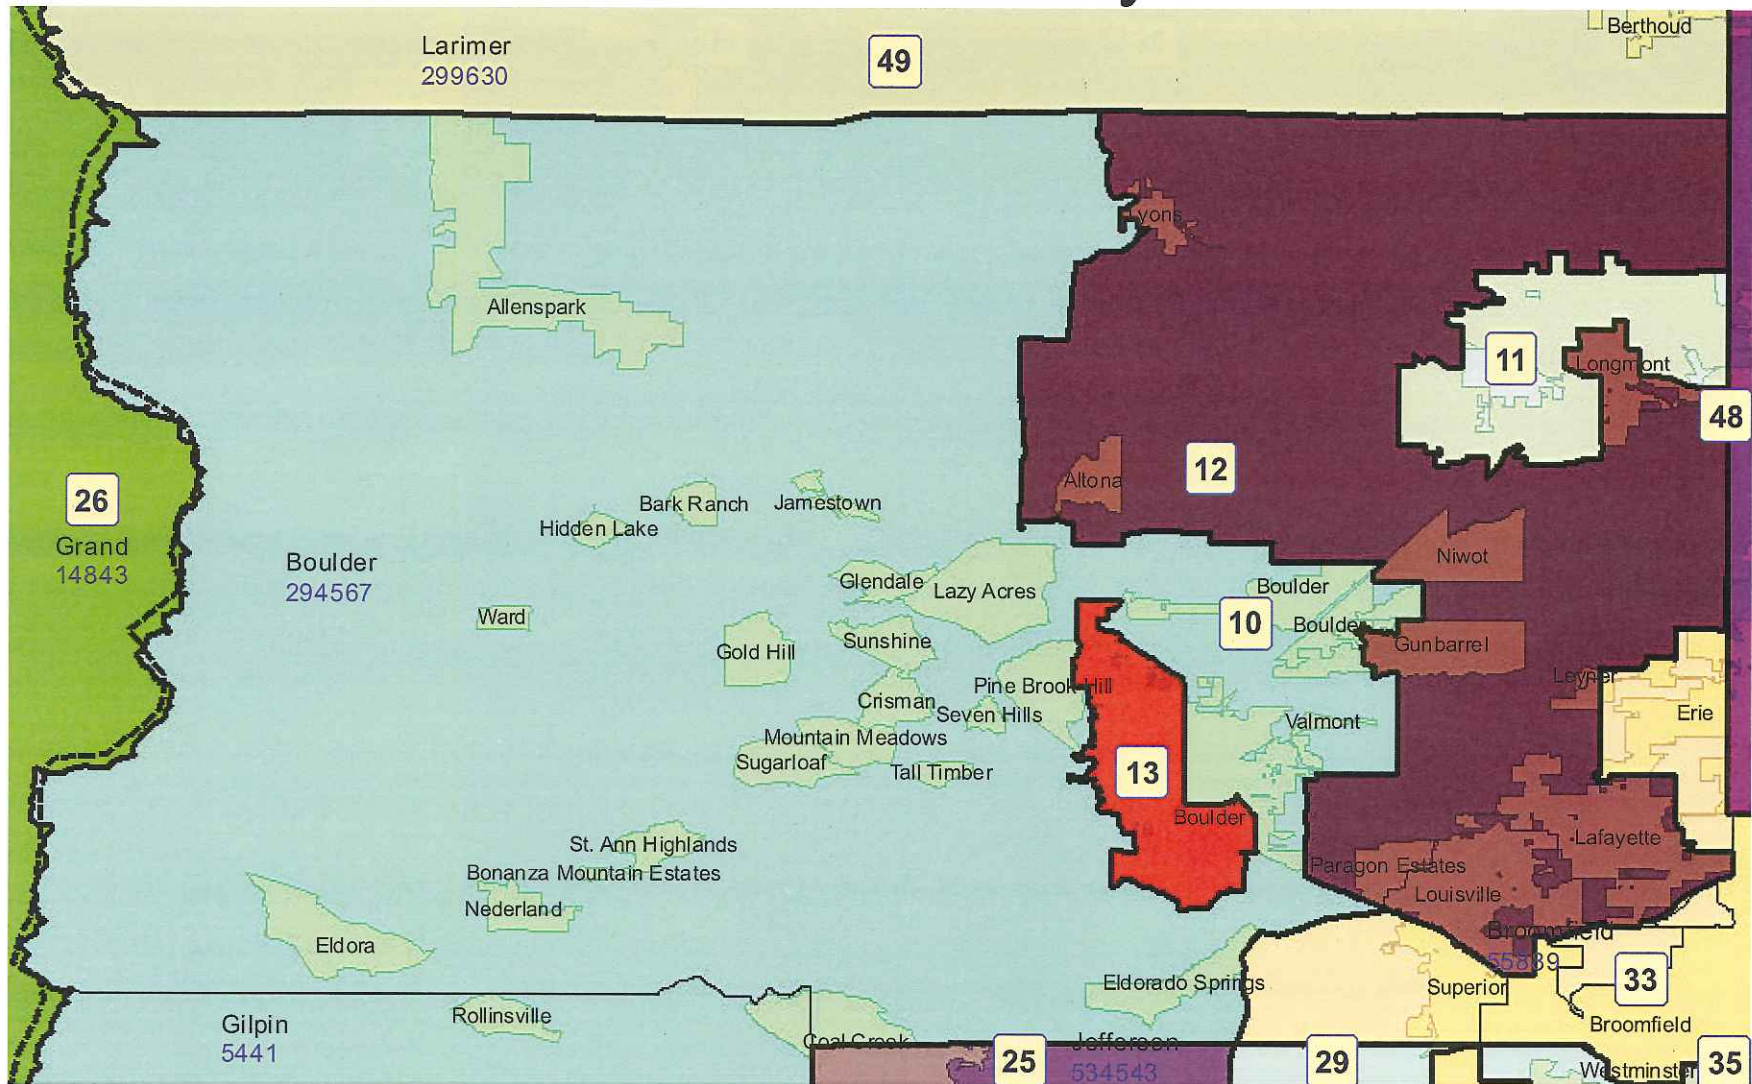 Berthoud
Larimer
299630
49
Lyons
Allenspark
11
Longmont
48
12
Altona
26
Grand
14843
Bark Ranch
Jamestown
Hidden Lake
Boulder
294567
Niwot
Glendale
Lazy Acres
Boulder
Ward
10
Boulder
Sunshine
Gold Hill
Gunbarrel
Leyner
Pine Brook Hill
Crisman
Seven Hills
Erie
Valmont
Mountain Meadows
Sugarloaf
Tall Timber
13
Boulder
Lafayette
St. Ann Highlands
Bonanza Mountain Estates
Paragon Estates
Louisville
Nederland
Eldora
Broomfield
55889
Eldorado Springs
Superior
33
Rollinsville
Gilpin
5441
Broomfield
Coal Creek
Jefferson
534543
25
29
Westminster
35